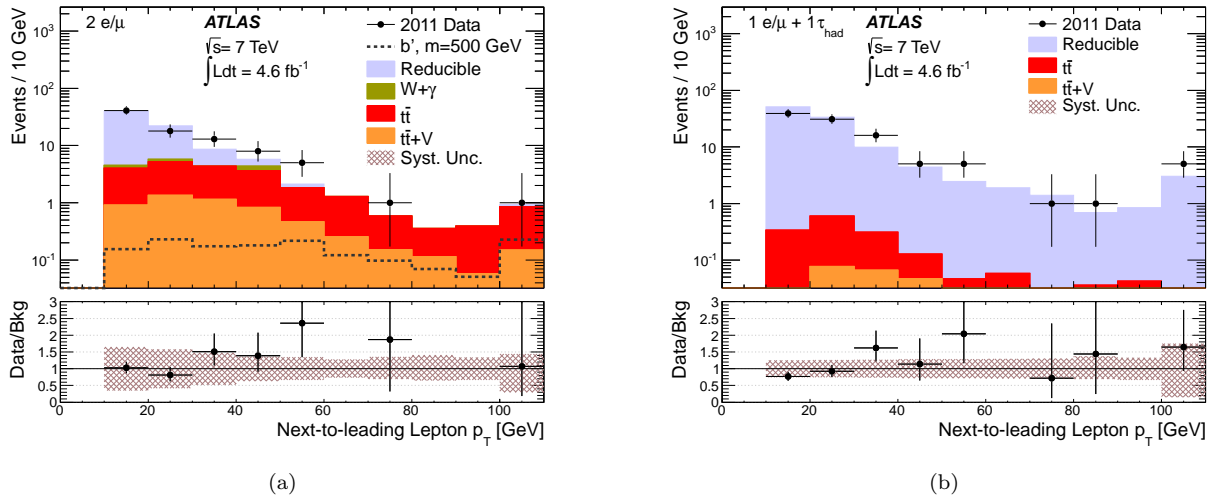 2 e/μ
ATLAS
√s= 7 TeV
∫Ldt = 4.6 fb⁻¹
2011 Data
b', m=500 GeV
Reducible
W+γ
tt̄
tt̄+V
Syst. Unc.
Events / 10 GeV
10³
10²
10
1
10⁻¹
Data/Bkg
3
2.5
2
1.5
1
0.5
0
0 20 40 60 80 100
Next-to-leading Lepton p_T [GeV]
(a)
1 e/μ + 1τ_had
ATLAS
√s= 7 TeV
∫Ldt = 4.6 fb⁻¹
2011 Data
Reducible
tt̄
tt̄+V
Syst. Unc.
Events / 10 GeV
10³
10²
10
1
10⁻¹
Data/Bkg
3
2.5
2
1.5
1
0.5
0
0 20 40 60 80 100
Next-to-leading Lepton p_T [GeV]
(b)